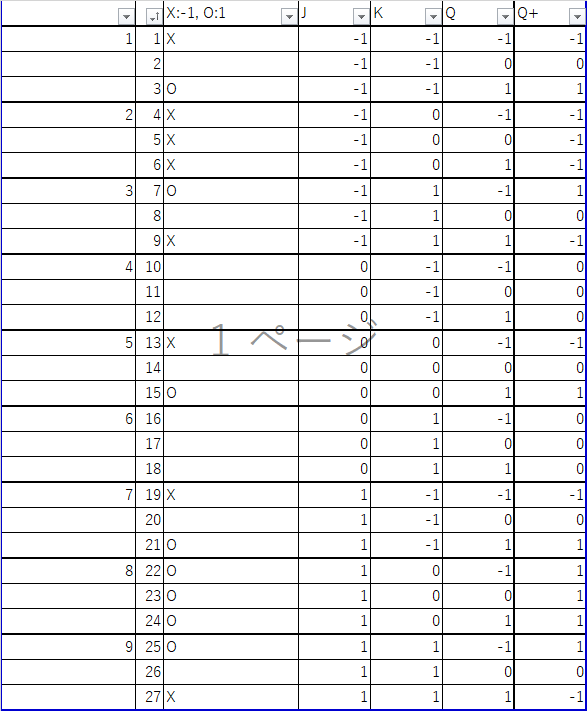 X:-1, O:1 J K Q Q+
1 1 X -1 -1 -1 -1
2 -1 -1 0 0
3 O -1 -1 1 1
2 4 X -1 0 -1 -1
5 X -1 0 0 -1
6 X -1 0 1 -1
3 7 O -1 1 -1 1
8 -1 1 0 0
9 X -1 1 1 -1
4 10 0 -1 -1 0
11 0 -1 0 0
12 0 -1 1 0
1 ページ
5 13 X 0 0 -1 -1
14 0 0 0 0
15 O 0 0 1 1
6 16 0 1 -1 0
17 0 1 0 0
18 0 1 1 0
7 19 X 1 -1 -1 -1
20 1 -1 0 0
21 O 1 -1 1 1
8 22 O 1 0 -1 1
23 O 1 0 0 1
24 O 1 0 1 1
9 25 O 1 1 -1 1
26 1 1 0 0
27 X 1 1 1 -1